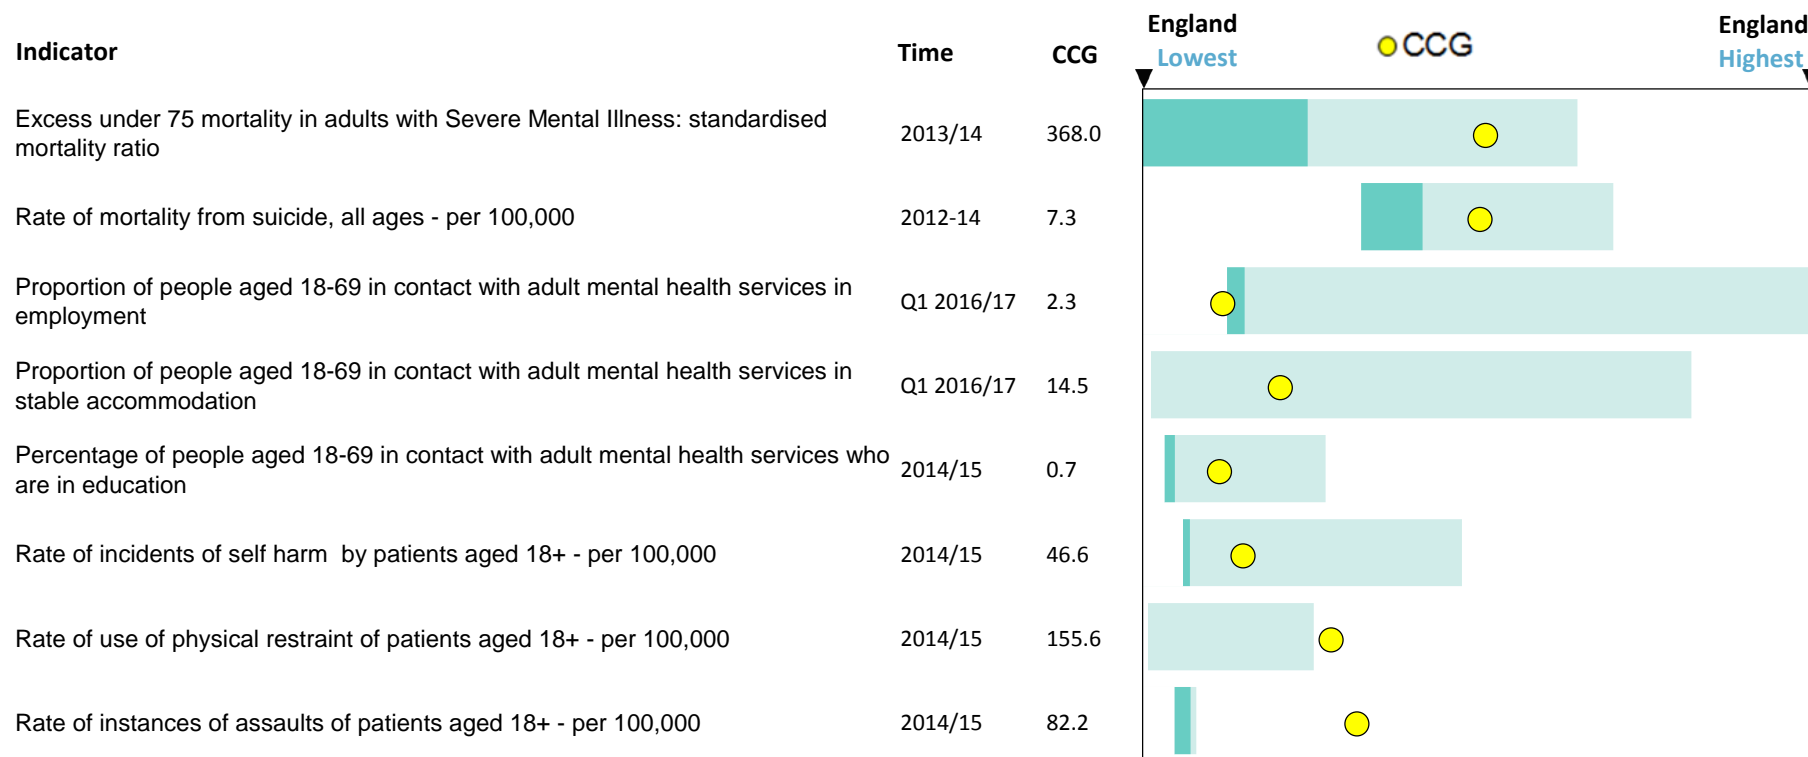 England
England
CCG
Indicator
Time
CCG
Lowest
Highest
Excess under 75 mortality in adults with Severe Mental Illness: standardised
mortality ratio
2013/14
368.0
Rate of mortality from suicide, all ages - per 100,000
2012-14
7.3
Proportion of people aged 18-69 in contact with adult mental health services in
employment
Q1 2016/17
2.3
Proportion of people aged 18-69 in contact with adult mental health services in
stable accommodation
Q1 2016/17
14.5
Percentage of people aged 18-69 in contact with adult mental health services who
are in education
2014/15
0.7
Rate of incidents of self harm  by patients aged 18+ - per 100,000
2014/15
46.6
Rate of use of physical restraint of patients aged 18+ - per 100,000
2014/15
155.6
Rate of instances of assaults of patients aged 18+ - per 100,000
2014/15
82.2